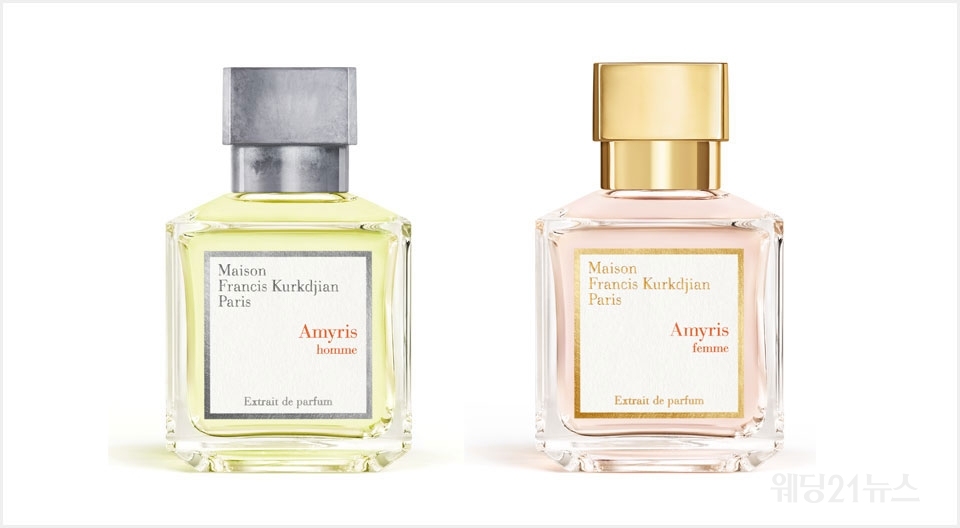 Maison
Francis Kurkdjian
Paris
Amyris
homme
Extrait de parfum
Maison
Francis Kurkdjian
Paris
Amyris
femme
Extrait de parfum
웨딩21뉴스